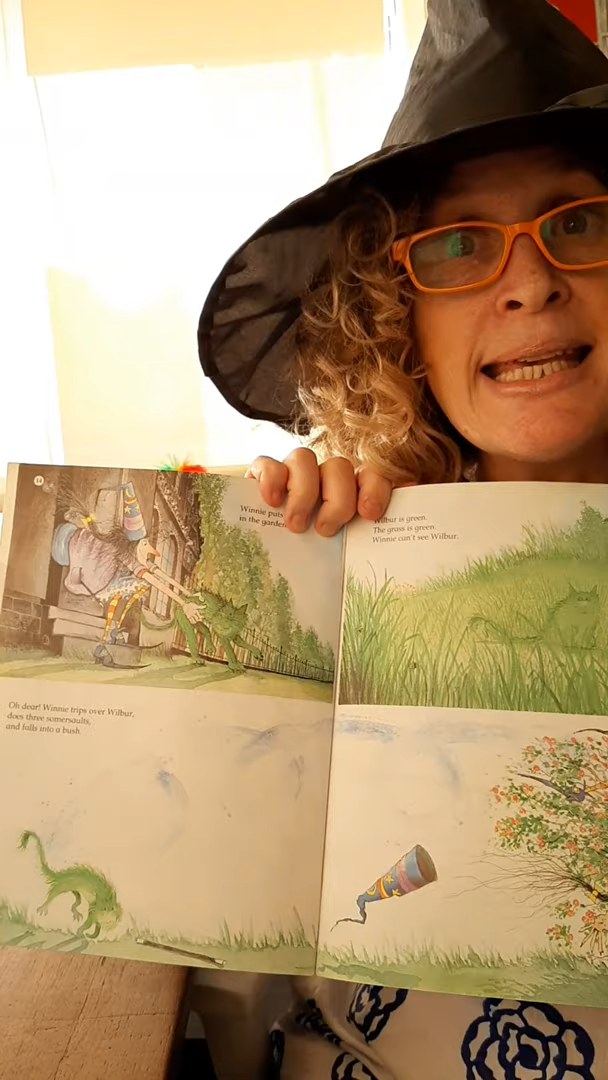 14
Winnie puts
in the garden
Wilbur is green.
The grass is green.
Winnie can't see Wilbur.
Oh dear! Winnie trips over Wilbur,
does three somersaults,
and falls into a bush.